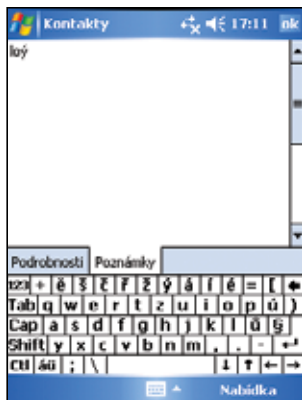 Kontakty 17:11 ok
loý
Podrobnosti Poznámky
123 + ě š č ř ž ý á í é = [ ←
Tab q w e r t z u i o p ú )
Cap a s d f g h j k l ů §
Shift y x c v b n m , . - ↵
Ctl áü ; \ ↓ ↑ ← →
Nabídka